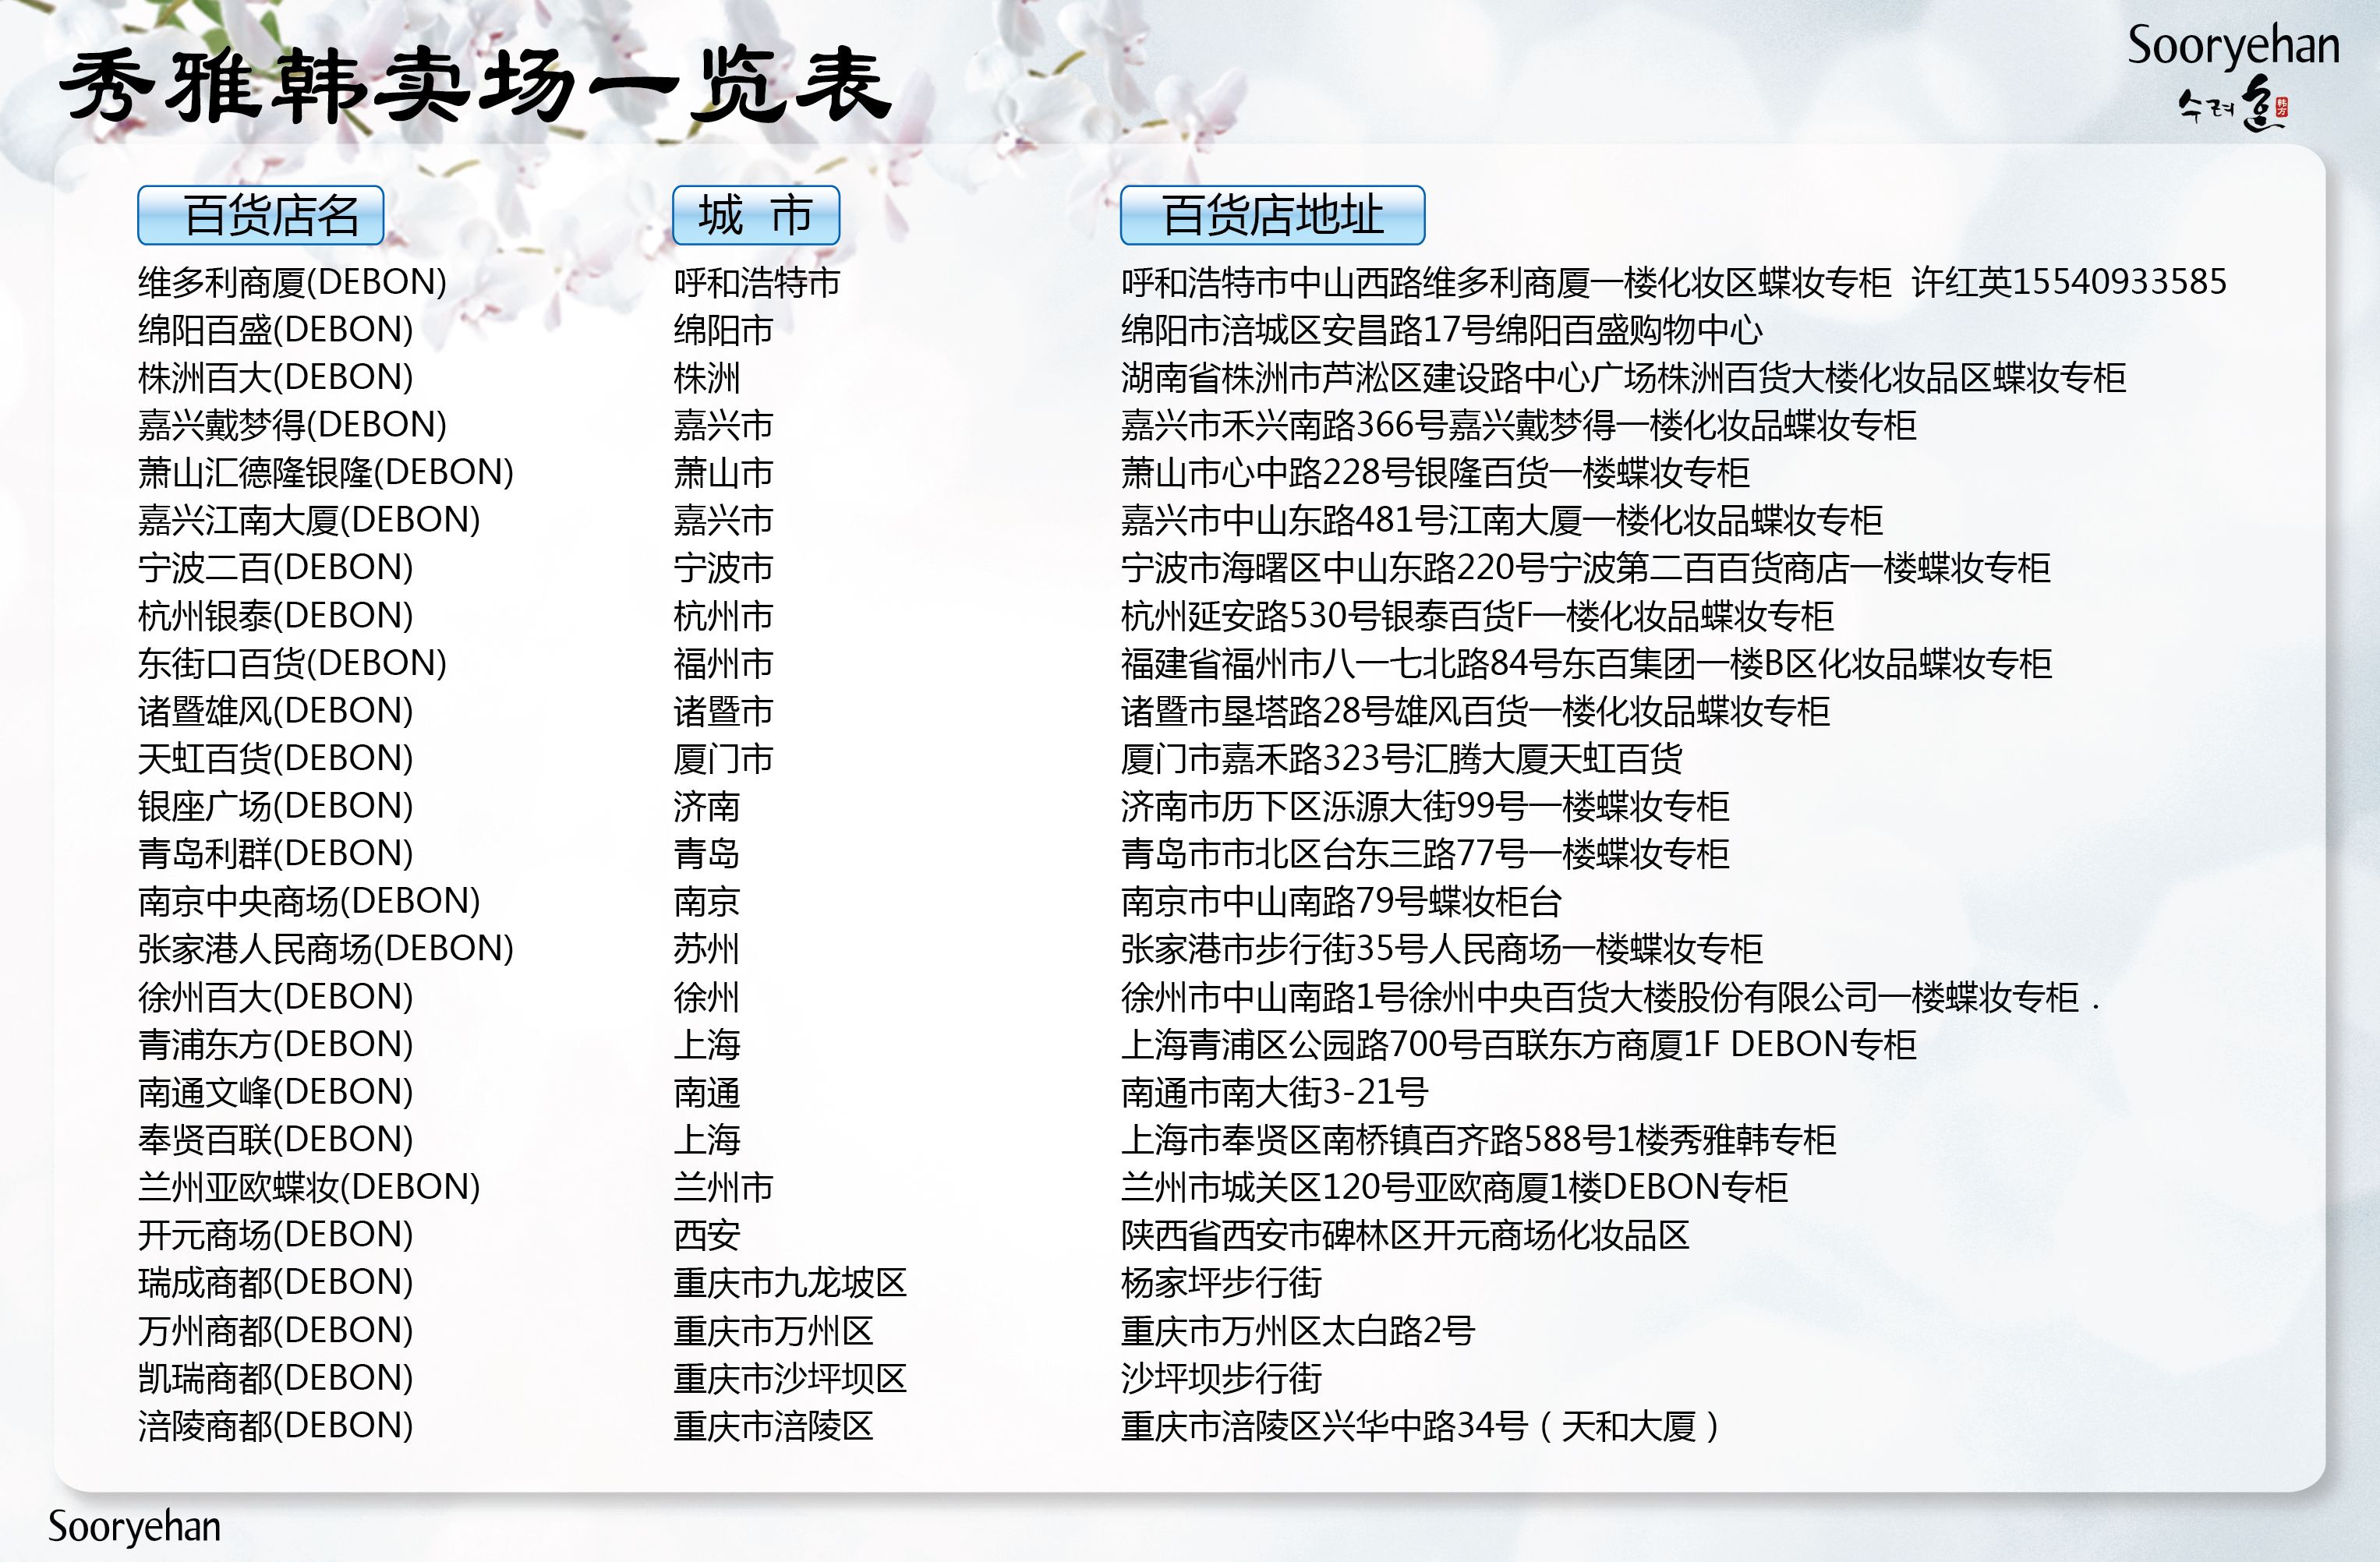 秀雅韩卖场一览表
Sooryehan
수려한
韩方
百货店名 城 市 百货店地址
维多利商厦(DEBON) 呼和浩特市 呼和浩特市中山西路维多利商厦一楼化妆区蝶妆专柜 许红英15540933585
绵阳百盛(DEBON) 绵阳市 绵阳市涪城区安昌路17号绵阳百盛购物中心
株洲百大(DEBON) 株洲 湖南省株洲市芦淞区建设路中心广场株洲百货大楼化妆品区蝶妆专柜
嘉兴戴梦得(DEBON) 嘉兴市 嘉兴市禾兴南路366号嘉兴戴梦得一楼化妆品蝶妆专柜
萧山汇德隆银隆(DEBON) 萧山市 萧山市心中路228号银隆百货一楼蝶妆专柜
嘉兴江南大厦(DEBON) 嘉兴市 嘉兴市中山东路481号江南大厦一楼化妆品蝶妆专柜
宁波二百(DEBON) 宁波市 宁波市海曙区中山东路220号宁波第二百百货商店一楼蝶妆专柜
杭州银泰(DEBON) 杭州市 杭州延安路530号银泰百货F一楼化妆品蝶妆专柜
东街口百货(DEBON) 福州市 福建省福州市八一七北路84号东百集团一楼B区化妆品蝶妆专柜
诸暨雄风(DEBON) 诸暨市 诸暨市垦塔路28号雄风百货一楼化妆品蝶妆专柜
天虹百货(DEBON) 厦门市 厦门市嘉禾路323号汇腾大厦天虹百货
银座广场(DEBON) 济南 济南市历下区泺源大街99号一楼蝶妆专柜
青岛利群(DEBON) 青岛 青岛市市北区台东三路77号一楼蝶妆专柜
南京中央商场(DEBON) 南京 南京市中山南路79号蝶妆柜台
张家港人民商场(DEBON) 苏州 张家港市步行街35号人民商场一楼蝶妆专柜
徐州百大(DEBON) 徐州 徐州市中山南路1号徐州中央百货大楼股份有限公司一楼蝶妆专柜．
青浦东方(DEBON) 上海 上海青浦区公园路700号百联东方商厦1F DEBON专柜
南通文峰(DEBON) 南通 南通市南大街3-21号
奉贤百联(DEBON) 上海 上海市奉贤区南桥镇百齐路588号1楼秀雅韩专柜
兰州亚欧蝶妆(DEBON) 兰州市 兰州市城关区120号亚欧商厦1楼DEBON专柜
开元商场(DEBON) 西安 陕西省西安市碑林区开元商场化妆品区
瑞成商都(DEBON) 重庆市九龙坡区 杨家坪步行街
万州商都(DEBON) 重庆市万州区 重庆市万州区太白路2号
凯瑞商都(DEBON) 重庆市沙坪坝区 沙坪坝步行街
涪陵商都(DEBON) 重庆市涪陵区 重庆市涪陵区兴华中路34号（天和大厦）
Sooryehan